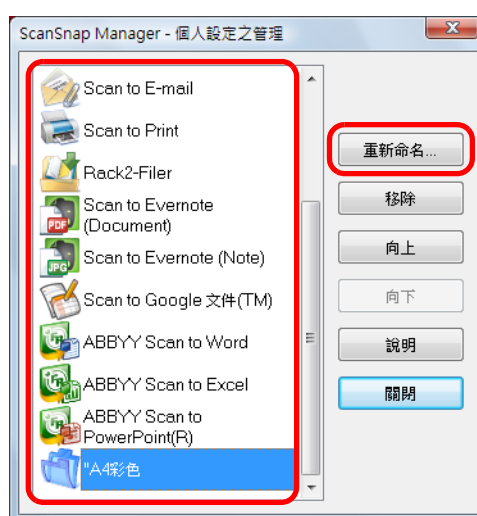 ScanSnap Manager - 個人設定之管理
Scan to E-mail
Scan to Print
Rack2-Filer
Scan to Evernote
(Document)
PDF
Scan to Evernote (Note)
JPG
Scan to Google 文件(TM)
ABBYY Scan to Word
ABBYY Scan to Excel
ABBYY Scan to
PowerPoint(R)
"A4彩色
重新命名...
移除
向上
向下
說明
關閉